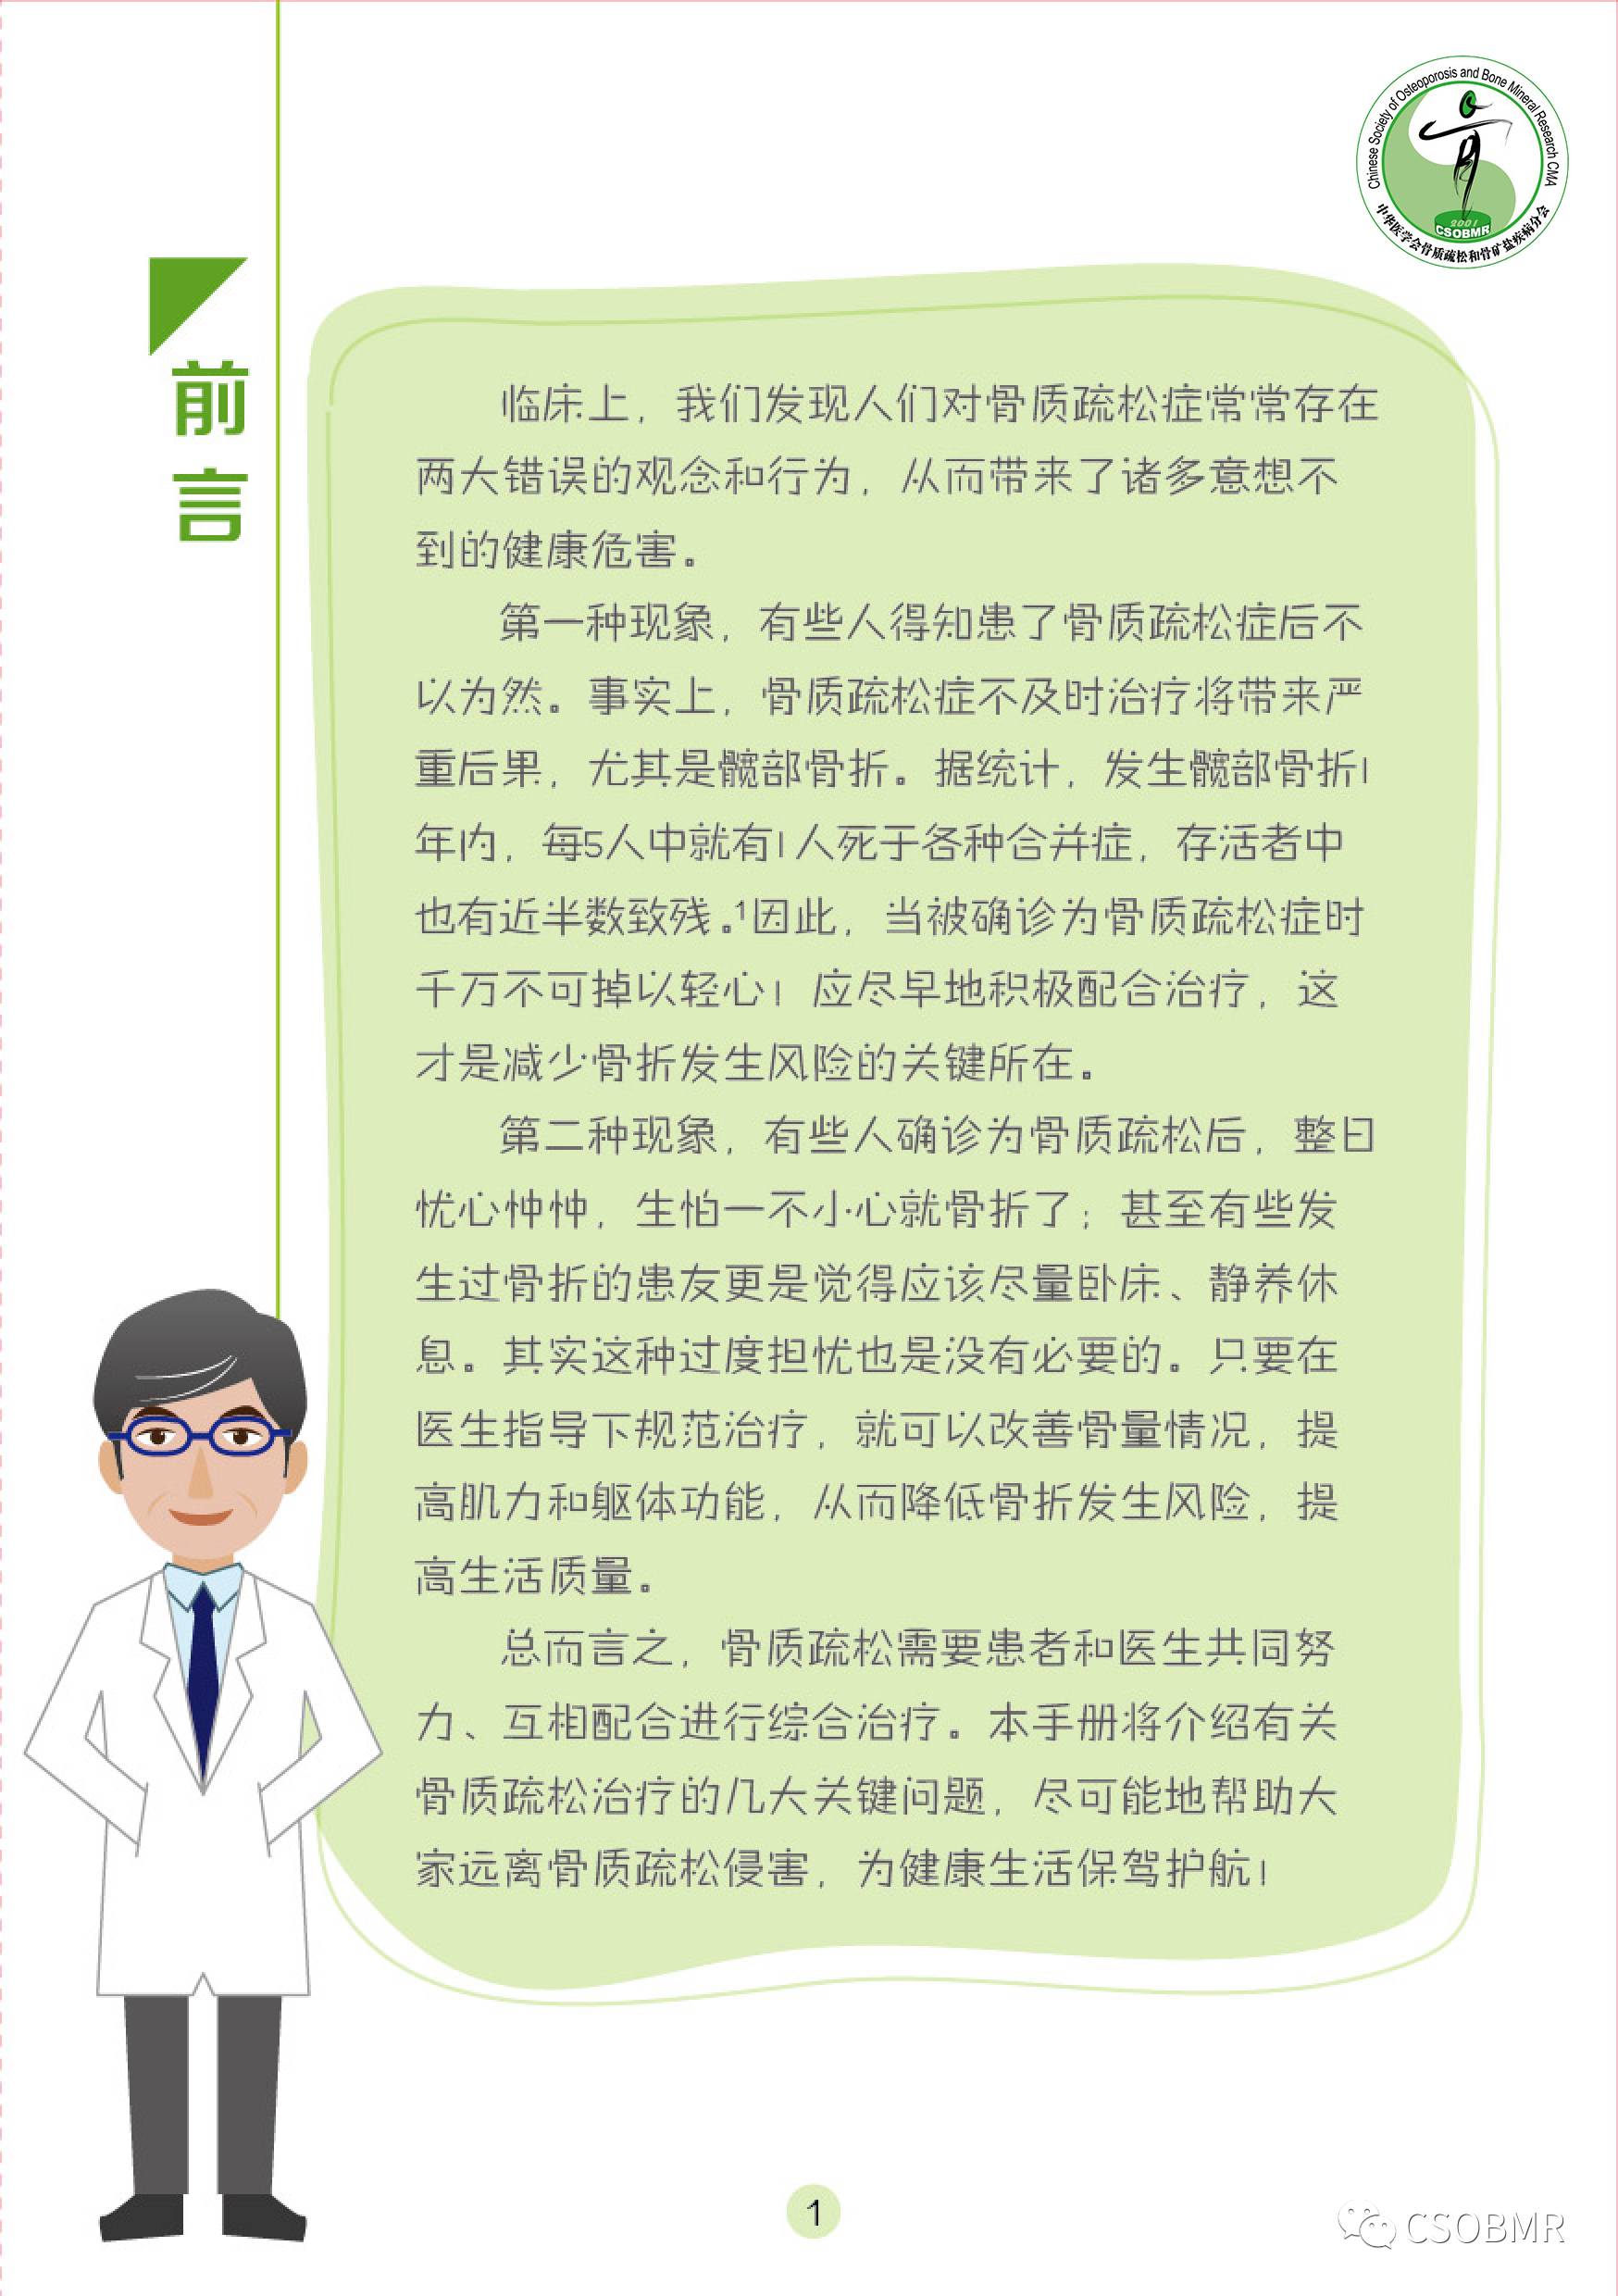 Chinese Society of Osteoporosis and Bone Mineral Research CMA
2001
CSOBMR
中华医学会骨质疏松和骨矿盐疾病分会
前言
临床上，我们发现人们对骨质疏松症常常存在
两大错误的观念和行为，从而带来了诸多意想不
到的健康危害。
第一种现象，有些人得知患了骨质疏松症后不
以为然。事实上，骨质疏松症不及时治疗将带来严
重后果，尤其是髋部骨折。据统计，发生髋部骨折1
年内，每5人中就有1人死于各种合并症，存活者中
也有近半数致残。¹因此，当被确诊为骨质疏松症时
千万不可掉以轻心！应尽早地积极配合治疗，这
才是减少骨折发生风险的关键所在。
第二种现象，有些人确诊为骨质疏松后，整日
忧心忡忡，生怕一不小心就骨折了；甚至有些发
生过骨折的患友更是觉得应该尽量卧床、静养休
息。其实这种过度担忧也是没有必要的。只要在
医生指导下规范治疗，就可以改善骨量情况，提
高肌力和躯体功能，从而降低骨折发生风险，提
高生活质量。
总而言之，骨质疏松需要患者和医生共同努
力、互相配合进行综合治疗。本手册将介绍有关
骨质疏松治疗的几大关键问题，尽可能地帮助大
家远离骨质疏松侵害，为健康生活保驾护航！
1
CSOBMR